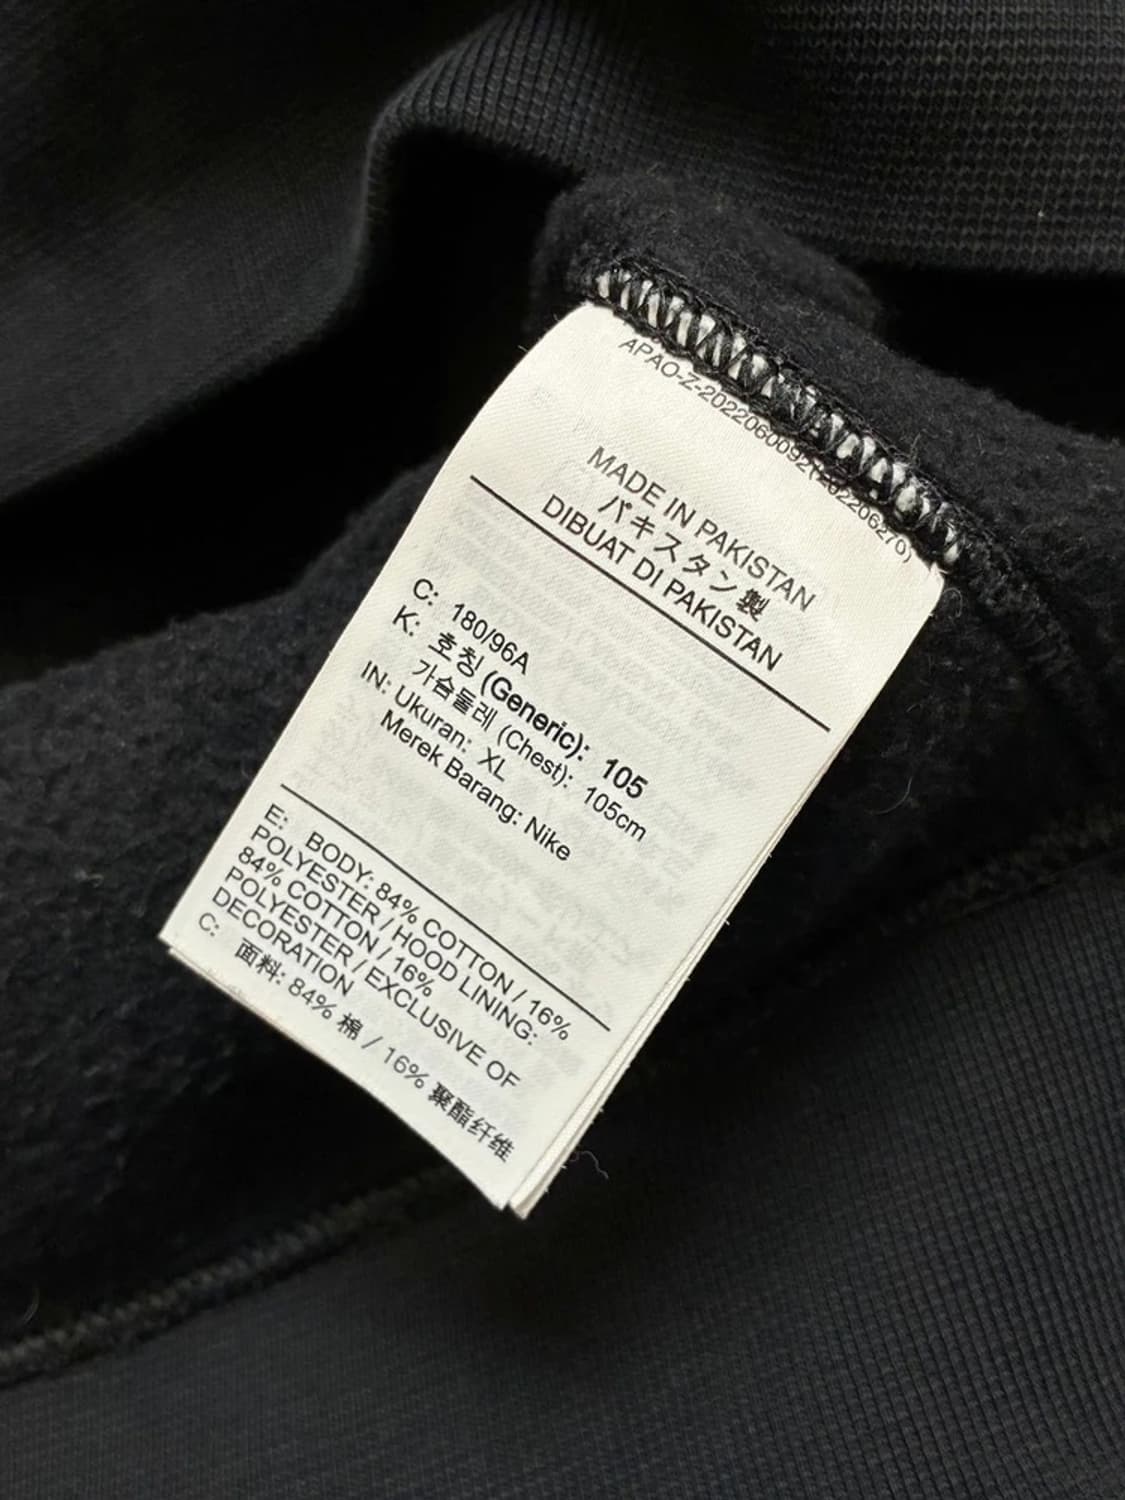 APAO-Z-2022060092(
MADE IN PAKISTAN
パキスタン製
DIBUAT DI PAKISTAN
C: 180/96A
K: 호칭 (Generic): 105
가슴둘레 (Chest): 105cm
IN: Ukuran: XL
Merek Barang: Nike
E: BODY: 84% COTTON / 16%
POLYESTER / HOOD LINING:
84% COTTON / 16%
POLYESTER / EXCLUSIVE OF
DECORATION
C: 面料: 84% 棉 / 16% 聚酯纤维